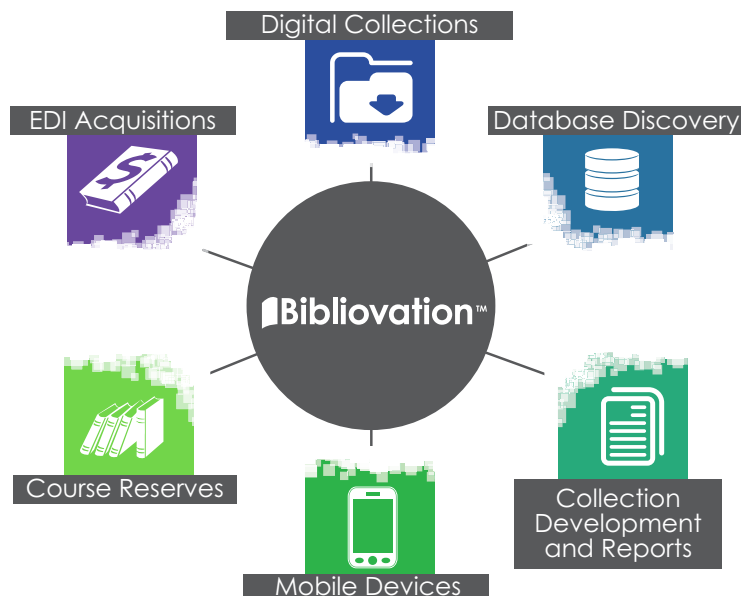 Digital Collections
EDI Acquisitions
Database Discovery
Bibliovation™
Course Reserves
Collection
Development
and Reports
Mobile Devices